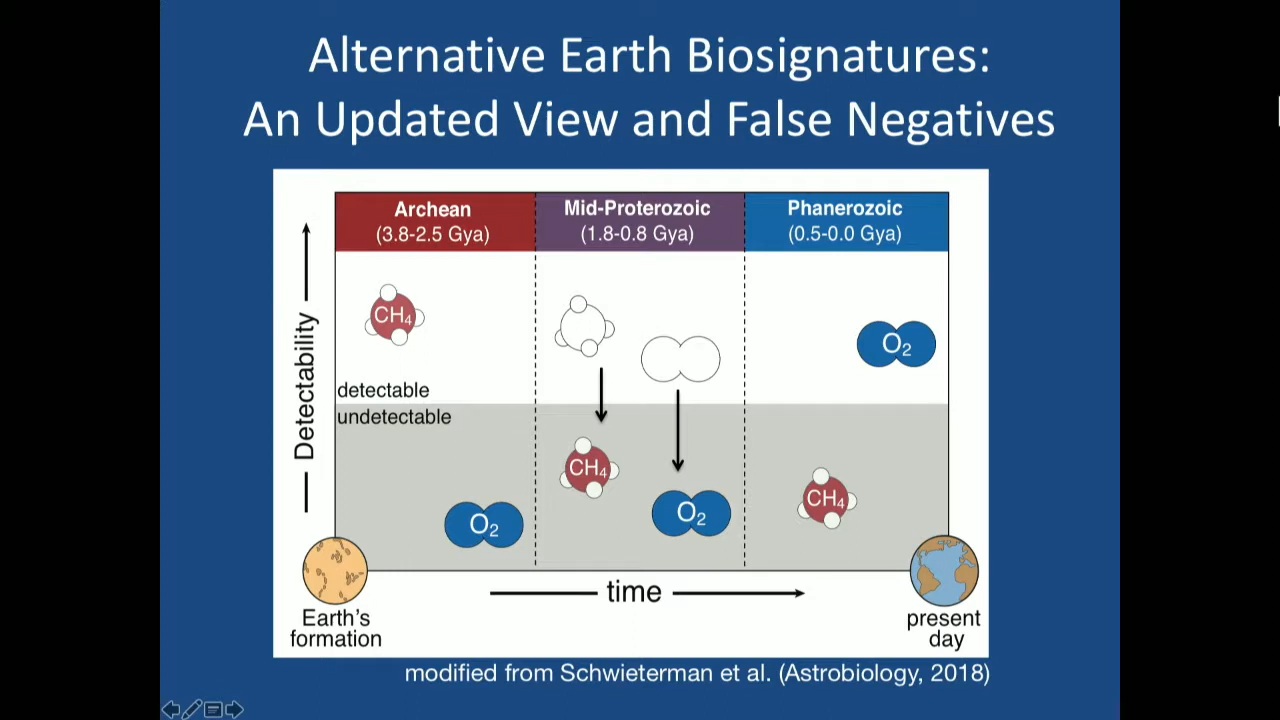 Alternative Earth Biosignatures:
An Updated View and False Negatives
Archean
(3.8-2.5 Gya)
Mid-Proterozoic
(1.8-0.8 Gya)
Phanerozoic
(0.5-0.0 Gya)
Detectability
CH₄
O₂
detectable
undetectable
CH₄
O₂
O₂
CH₄
time
Earth's
formation
present
day
modified from Schwieterman et al. (Astrobiology, 2018)